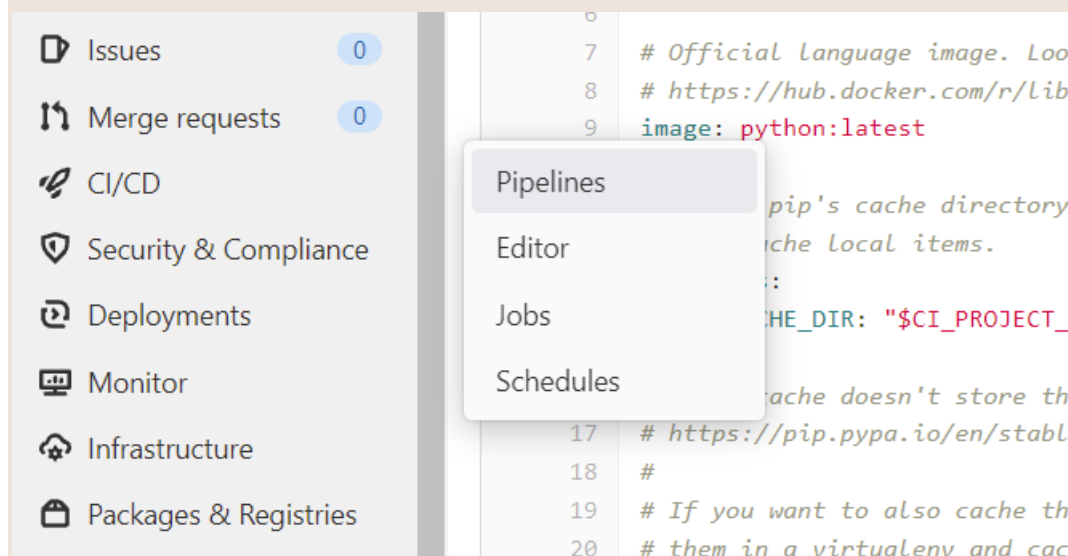 Issues 0
Merge requests 0
CI/CD
Security & Compliance
Deployments
Monitor
Infrastructure
Packages & Registries
Pipelines
Editor
Jobs
Schedules
6
7 # Official language image. Loo
8 # https://hub.docker.com/r/lib
9 image: python:latest
pip's cache directory
che local items.
:
HE_DIR: "$CI_PROJECT_
ache doesn't store th
17 # https://pip.pypa.io/en/stabl
18 #
19 # If you want to also cache th
20 # them in a virtualenv and cac